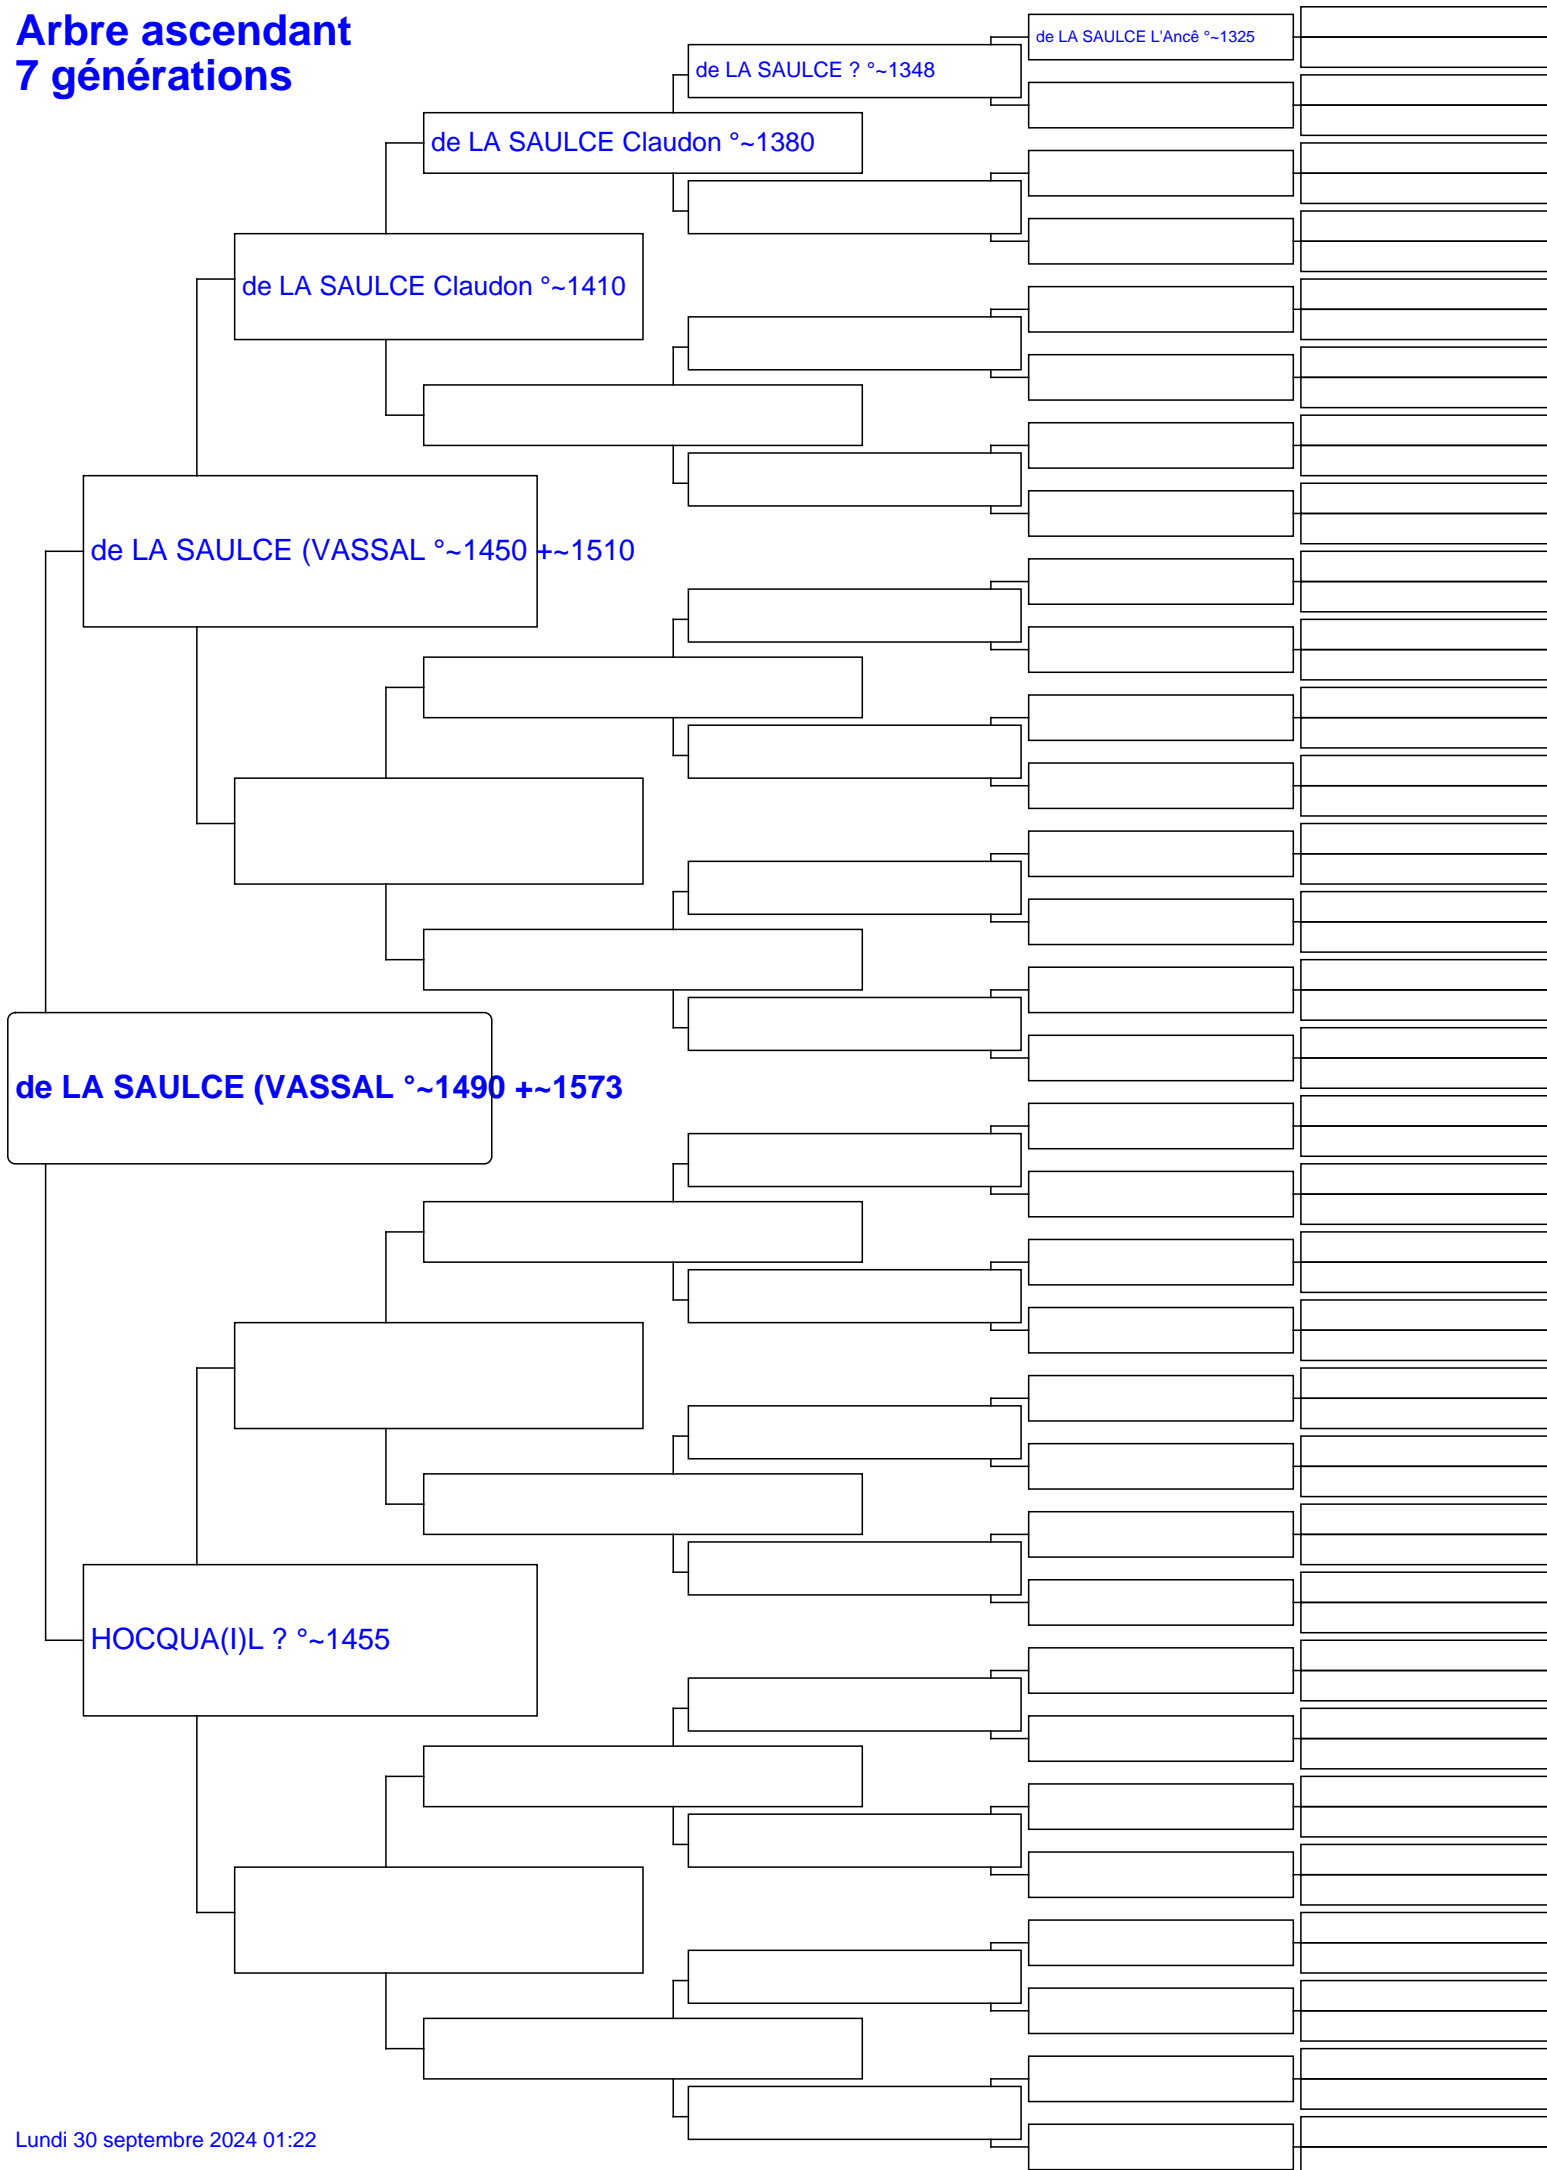 Arbre ascendant
7 générations
de LA SAULCE L'Ancê °~1325
de LA SAULCE ? °~1348
de LA SAULCE Claudon °~1380
de LA SAULCE Claudon °~1410
de LA SAULCE (VASSAL °~1450 +~1510
de LA SAULCE (VASSAL °~1490 +~1573
HOCQUA(I)L ? °~1455
Lundi 30 septembre 2024 01:22